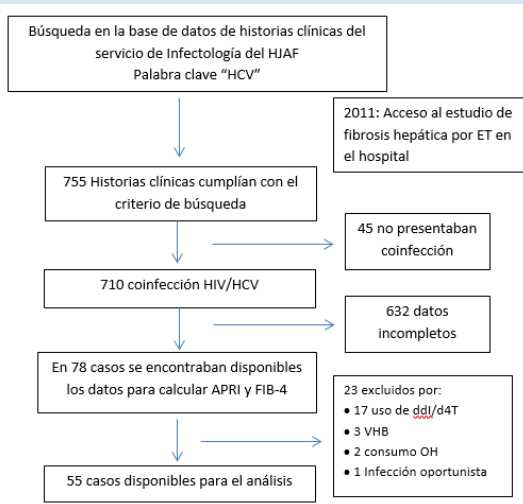 Búsqueda en la base de datos de historias clínicas del
servicio de Infectología del HJAF
Palabra clave “HCV”
2011: Acceso al estudio de
fibrosis hepática por ET en
el hospital
755 Historias clínicas cumplían con el
criterio de búsqueda
45 no presentaban
coinfección
710 coinfección HIV/HCV
632 datos
incompletos
En 78 casos se encontraban disponibles
los datos para calcular APRI y FIB-4
23 excluidos por:
• 17 uso de ddI/d4T
• 3 VHB
• 2 consumo OH
• 1 Infección oportunista
55 casos disponibles para el análisis